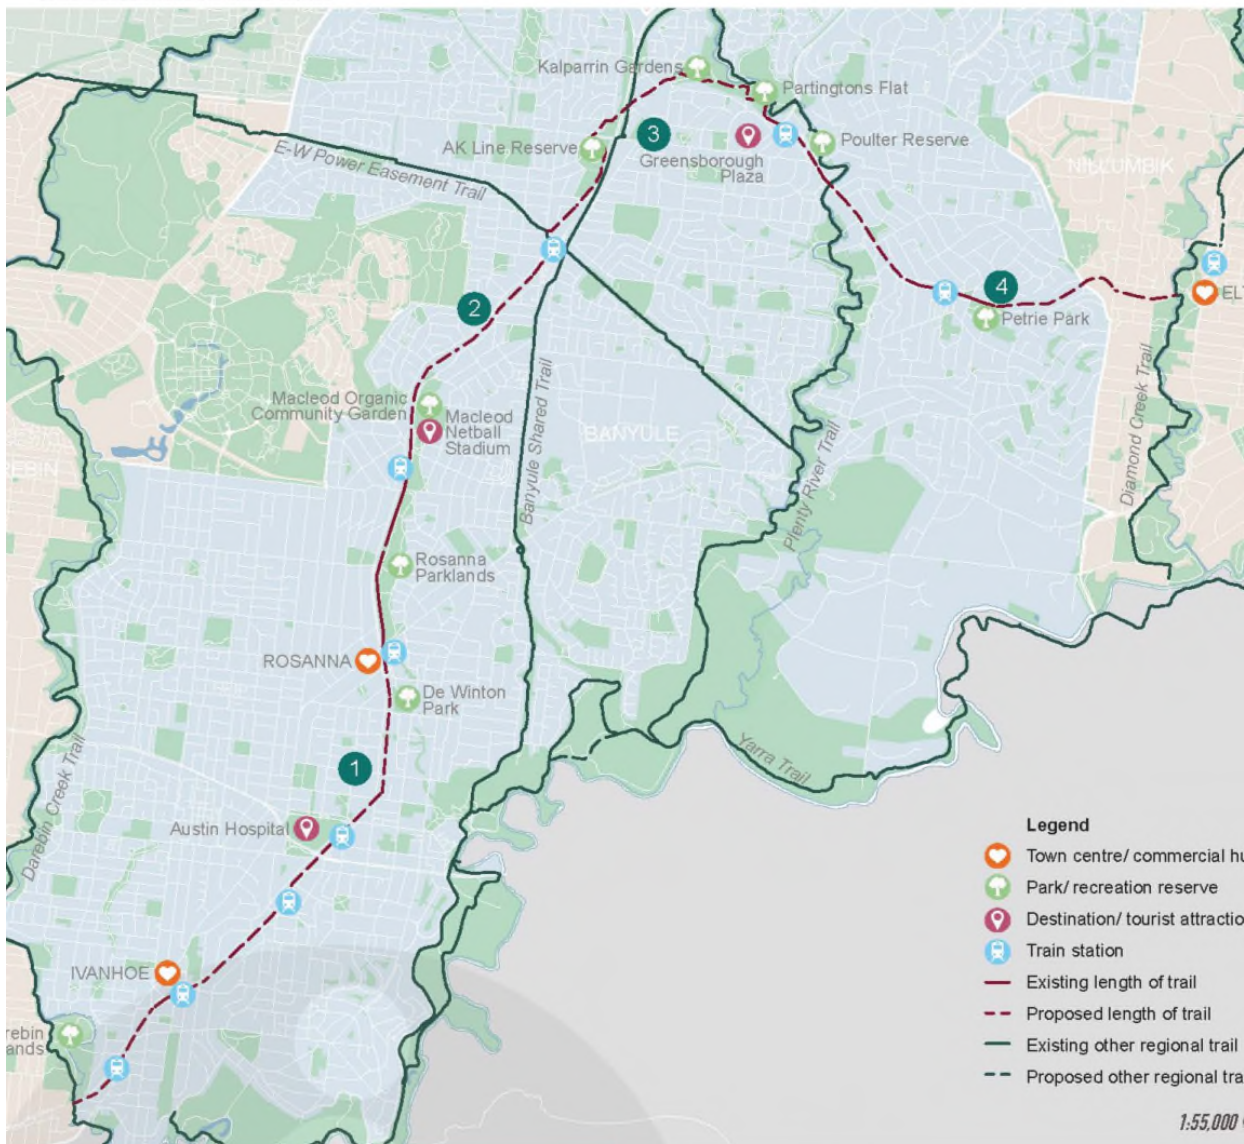 Kalparrin Gardens
Partingtons Flat
3
AK Line Reserve
Greensborough
Plaza
Poulter Reserve
NILLUMBIK
E-W Power Easement Trail
2
4
Petrie Park
ELT
Macleod Organic
Community Garden
Macleod
Netball
Stadium
BANYULE
Banyule Shared Trail
Plenty River Trail
Diamond Creek Trail
REBIN
Rosanna
Parklands
ROSANNA
De Winton
Park
1
Yarra Trail
Darebin Creek Trail
Austin Hospital
IVANHOE
rebin
ands
Legend
Town centre/ commercial hu
Park/ recreation reserve
Destination/ tourist attractio
Train station
Existing length of trail
Proposed length of trail
Existing other regional trail
Proposed other regional tra
1:55,000